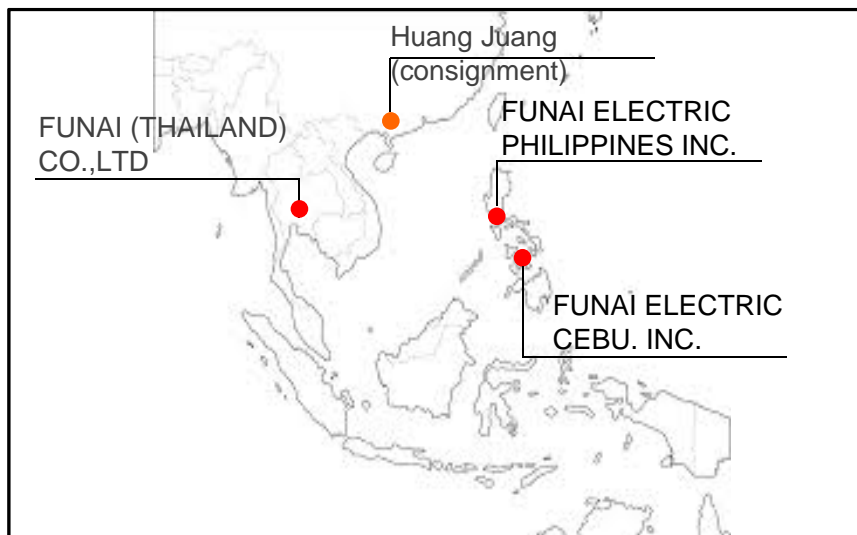 Huang Juang
(consignment)
FUNAI (THAILAND)
CO.,LTD
FUNAI ELECTRIC
PHILIPPINES INC.
FUNAI ELECTRIC
CEBU. INC.